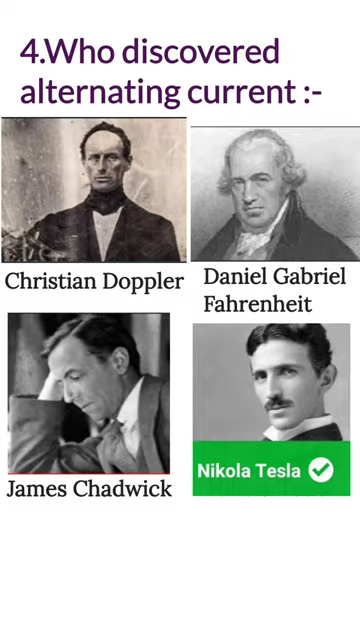 4.Who discovered
alternating current :-
Christian Doppler
Daniel Gabriel
Fahrenheit
James Chadwick
Nikola Tesla